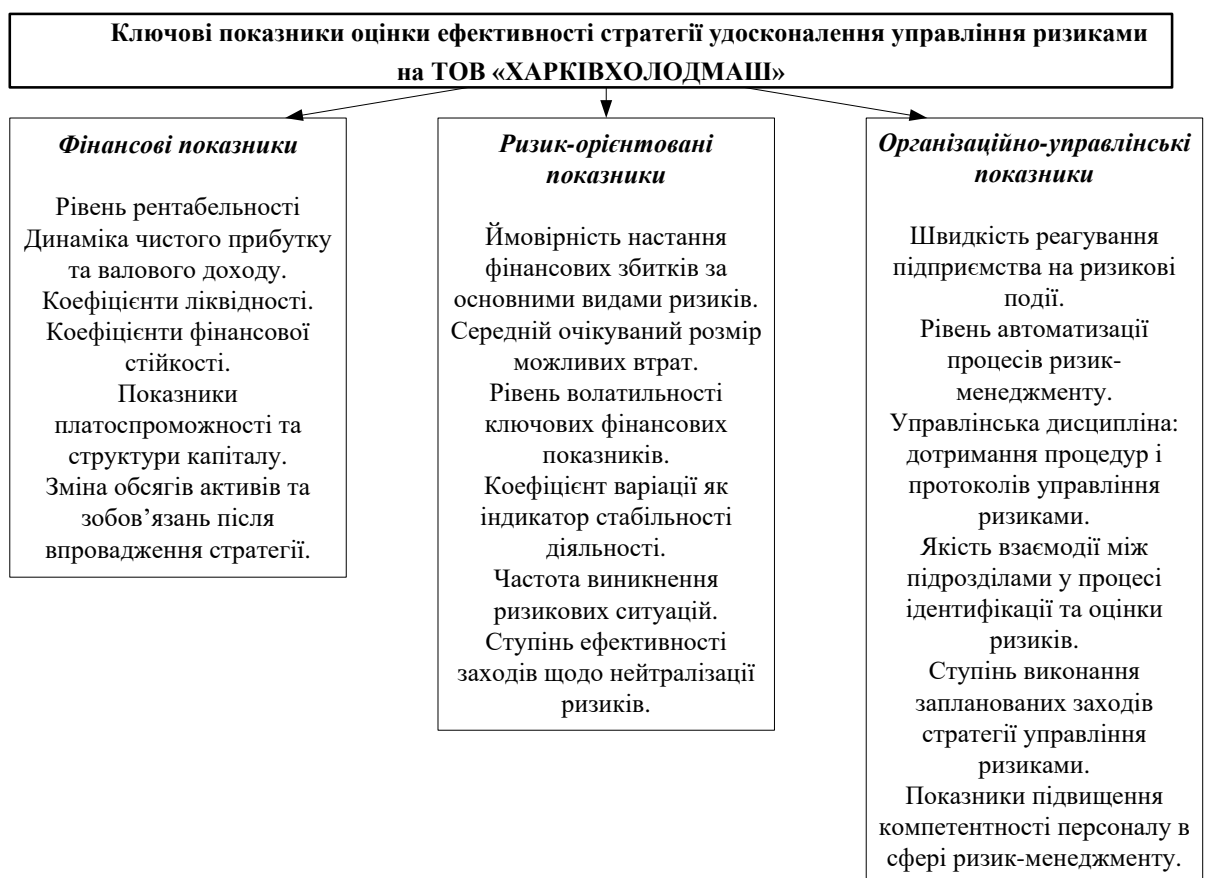 Ключові показники оцінки ефективності стратегії удосконалення управління ризиками
на ТОВ «ХАРКІВХОЛОДМАШ»
Фінансові показники
Рівень рентабельності
Динаміка чистого прибутку
та валового доходу.
Коефіцієнти ліквідності.
Коефіцієнти фінансової
стійкості.
Показники
платоспроможності та
структури капіталу.
Зміна обсягів активів та
зобов’язань після
впровадження стратегії.
Ризик-орієнтовані
показники
Ймовірність настання
фінансових збитків за
основними видами ризиків.
Середній очікуваний розмір
можливих втрат.
Рівень волатильності
ключових фінансових
показників.
Коефіцієнт варіації як
індикатор стабільності
діяльності.
Частота виникнення
ризикових ситуацій.
Ступінь ефективності
заходів щодо нейтралізації
ризиків.
Організаційно-управлінські
показники
Швидкість реагування
підприємства на ризикові
події.
Рівень автоматизації
процесів ризик-
менеджменту.
Управлінська дисципліна:
дотримання процедур і
протоколів управління
ризиками.
Якість взаємодії між
підрозділами у процесі
ідентифікації та оцінки
ризиків.
Ступінь виконання
запланованих заходів
стратегії управління
ризиками.
Показники підвищення
компетентності персоналу в
сфері ризик-менеджменту.